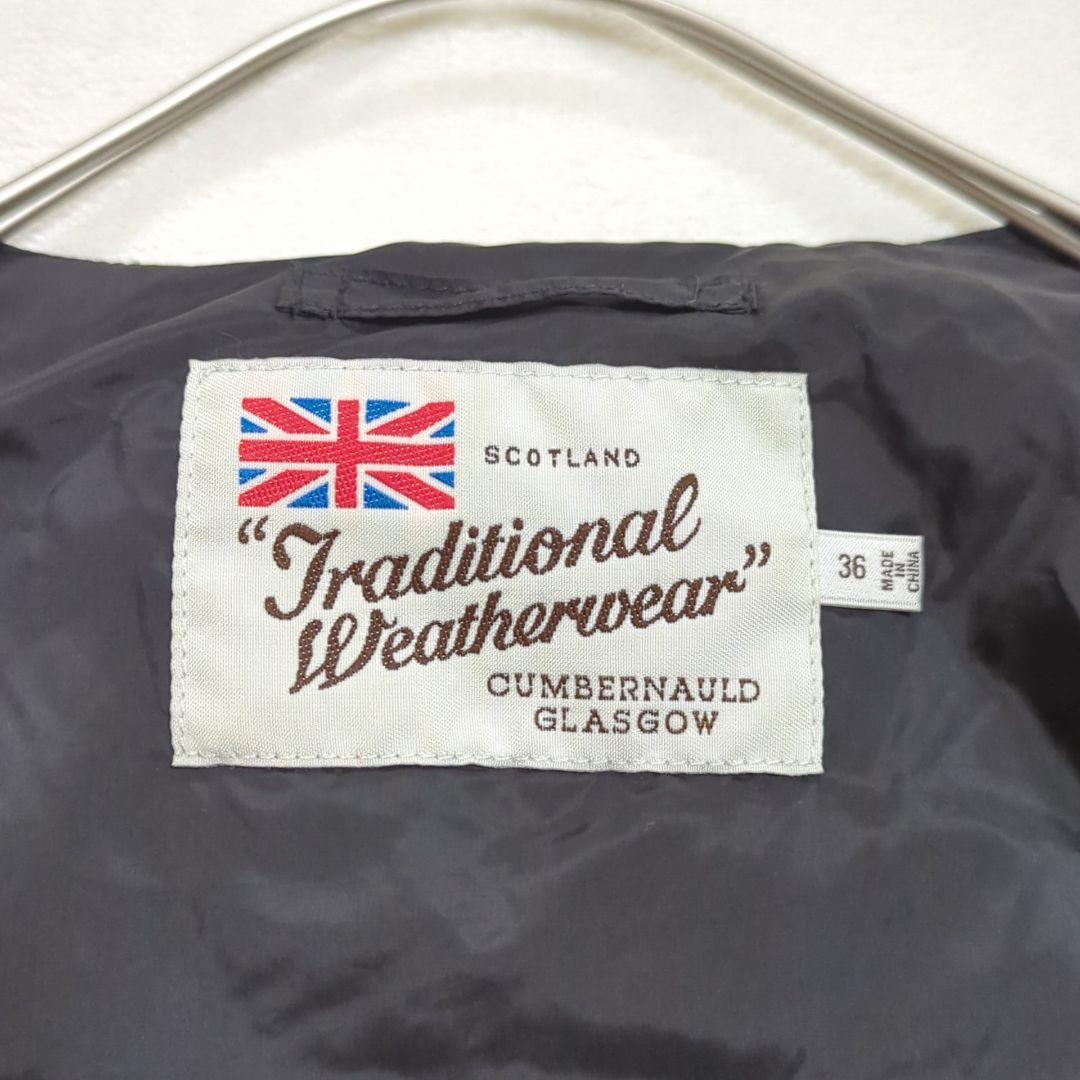 SCOTLAND
“Traditional
Weatherwear”
CUMBERNAULD
GLASGOW
36
MADE
IN
CHINA